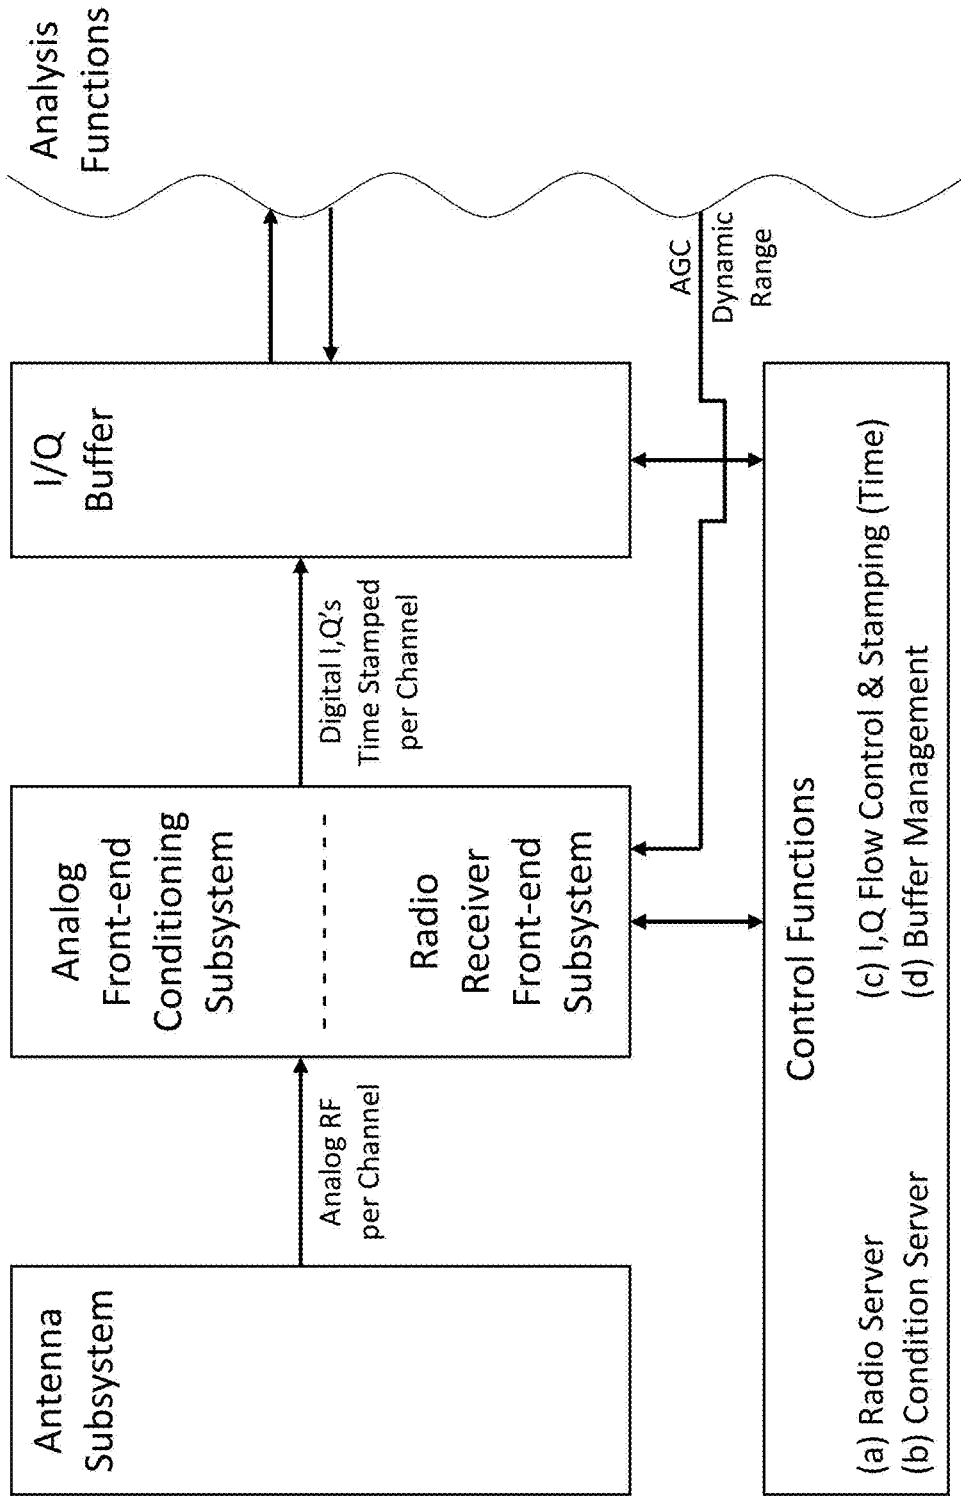 Antenna
Subsystem
Analog RF
per Channel
Analog
Front-end
Conditioning
Subsystem
Radio
Receiver
Front-end
Subsystem
Digital I,Q's
Time Stamped
per Channel
I/Q
Buffer
Analysis
Functions
AGC
Dynamic
Range
Control Functions
(a) Radio Server
(b) Condition Server
(c) I,Q Flow Control & Stamping (Time)
(d) Buffer Management